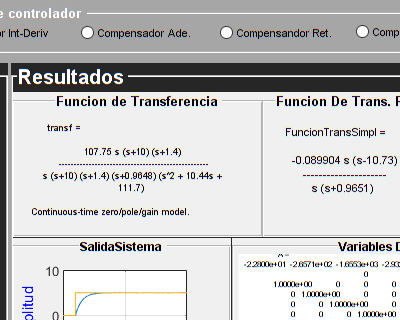 e controlador
r Int-Deriv
Compensador Ade.
Compensandor Ret.
Comp
Resultados
Funcion de Transferencia
transf =
107.75 s (s+10) (s+1.4)
----------------------------------------------------
s (s+10) (s+1.4) (s+0.9648) (s^2 + 10.44s +
111.7)
Continuous-time zero/pole/gain model.
Funcion De Trans.
FuncionTransSimpl =
-0.089904 s (s-10.73)
---------------------
s (s+0.9651)
SalidaSistema
10
5
0
plitud
Variables D
-2.2800e+01 -2.6571e+02 -1.6553e+03 -2.93
0
1.0000e+00 0 0 0
0 1.0000e+00 0 0
0 0 1.0000e+00 0
0 0 0 1.0000